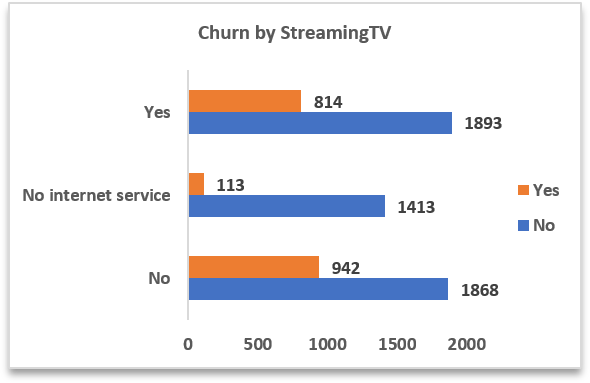 Churn by StreamingTV
Yes
814
1893
No internet service
113
1413
No
942
1868
Yes
No
0 500 1000 1500 2000